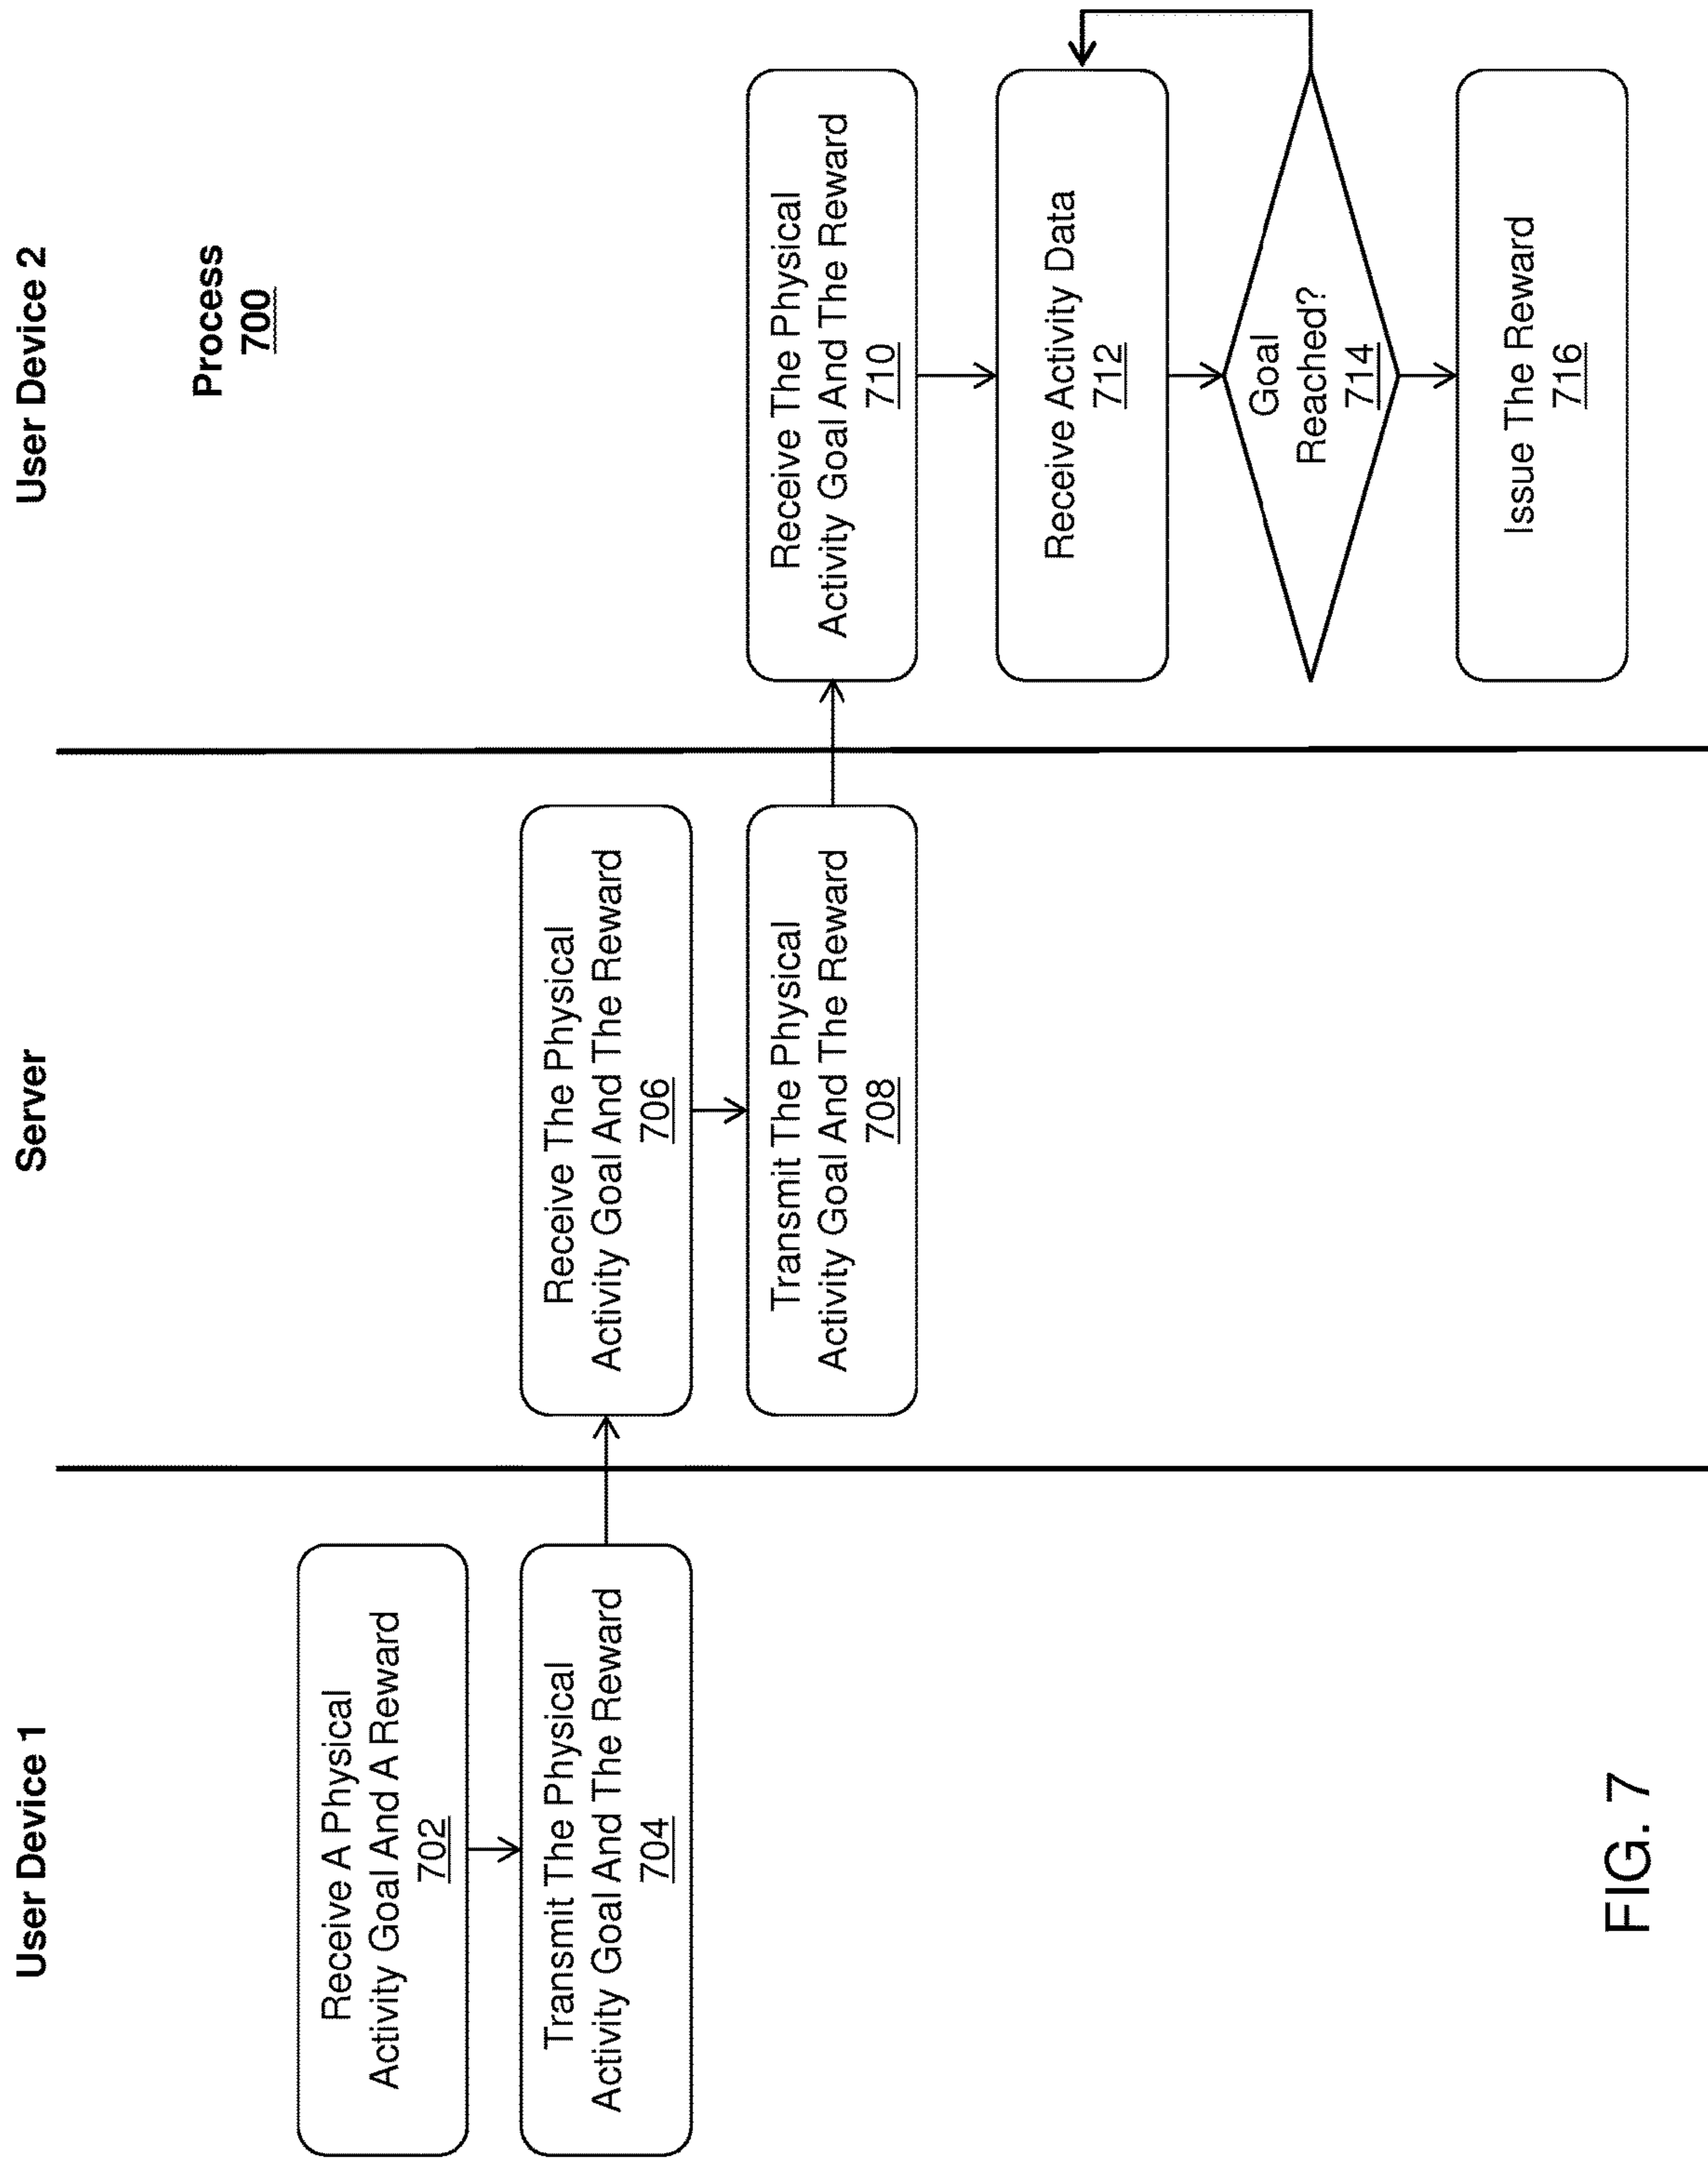 User Device 1
Server
User Device 2
Process
700
Receive A Physical
Activity Goal And A Reward
702
Transmit The Physical
Activity Goal And The Reward
704
Receive The Physical
Activity Goal And The Reward
706
Transmit The Physical
Activity Goal And The Reward
708
Receive The Physical
Activity Goal And The Reward
710
Receive Activity Data
712
Goal
Reached?
714
Issue The Reward
716
FIG. 7